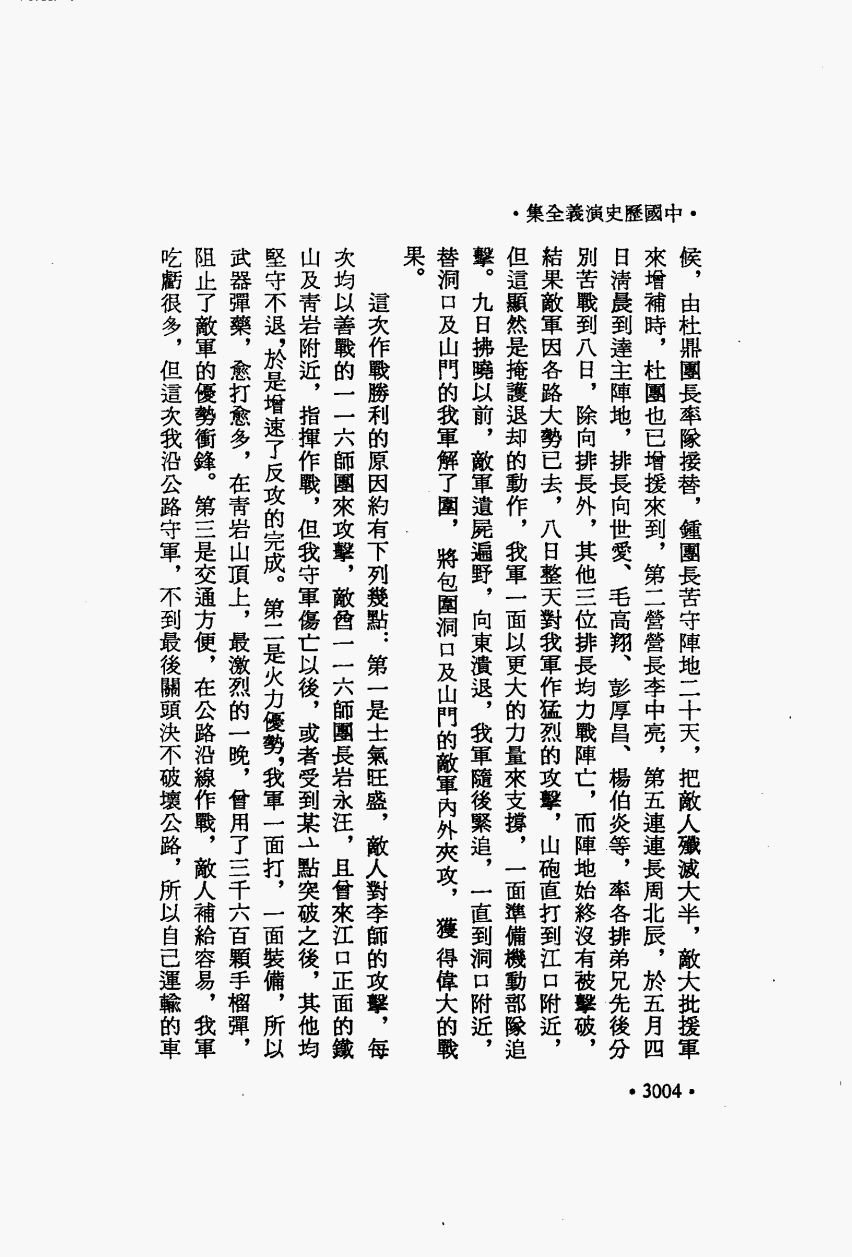 •中國歷史演義全集•
候，由杜鼎團長率隊接替，鍾團長苦守陣地二十天，把敵人殲滅大半，敵大批援軍
來增補時，杜團也已增援來到，第二營營長李中亮，第五連連長周北辰，於五月四
日淸晨到達主陣地，排長向世愛、毛高翔、彭厚昌、楊伯炎等，率各排弟兄先後分
別苦戰到八日，除向排長外，其他三位排長均力戰陣亡，而陣地始終沒有被擊破，
結果敵軍因各路大勢已去，八日整天對我軍作猛烈的攻擊，山砲直打到江口附近，
但這顯然是掩護退却的動作，我軍一面以更大的力量來支撐，一面準備機動部隊追
擊。九日拂曉以前，敵軍遺屍遍野，向東潰退，我軍隨後緊追，一直到洞口附近，
替洞口及山門的我軍解了圍，將包圍洞口及山門的敵軍內外夾攻，獲得偉大的戰
果。
這次作戰勝利的原因約有下列幾點：第一是士氣旺盛，敵人對李師的攻擊，每
次均以善戰的一一六師團來攻擊，敵酋一一六師團長岩永汪，且曾來江口正面的鐵
山及靑岩附近，指揮作戰，但我守軍傷亡以後，或者受到某一點突破之後，其他均
堅守不退，於是增速了反攻的完成。第二是火力優勢，我軍一面打，一面裝備，所以
武器彈藥，愈打愈多，在靑岩山頂上，最激烈的一晚，曾用了三千六百顆手榴彈，
阻止了敵軍的優勢衝鋒。第三是交通方便，在公路沿線作戰，敵人補給容易，我軍
吃虧很多，但這次我沿公路守軍，不到最後關頭決不破壞公路，所以自己運輸的車
•3004•